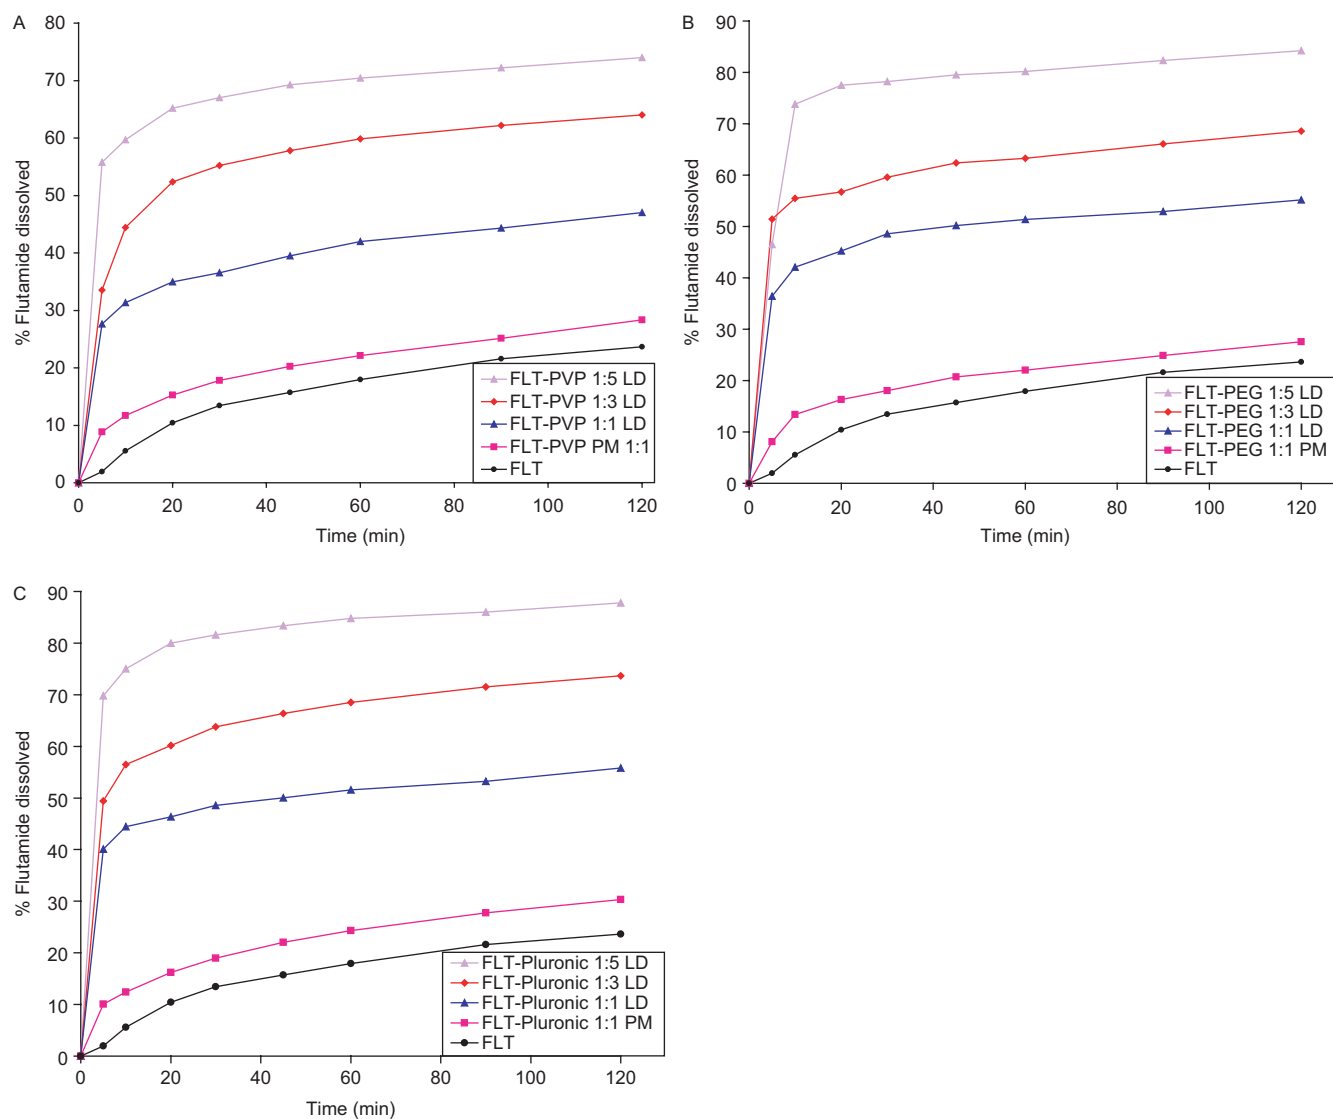 A
80
70
60
50
40
30
20
10
0
% Flutamide dissolved
0 20 40 60 80 100 120
Time (min)
FLT-PVP 1:5 LD
FLT-PVP 1:3 LD
FLT-PVP 1:1 LD
FLT-PVP PM 1:1
FLT
B
90
80
70
60
50
40
30
20
10
0
% Flutamide dissolved
0 20 40 60 80 100 120
Time (min)
FLT-PEG 1:5 LD
FLT-PEG 1:3 LD
FLT-PEG 1:1 LD
FLT-PEG 1:1 PM
FLT
C
90
80
70
60
50
40
30
20
10
0
% Flutamide dissolved
0 20 40 60 80 100 120
Time (min)
FLT-Pluronic 1:5 LD
FLT-Pluronic 1:3 LD
FLT-Pluronic 1:1 LD
FLT-Pluronic 1:1 PM
FLT